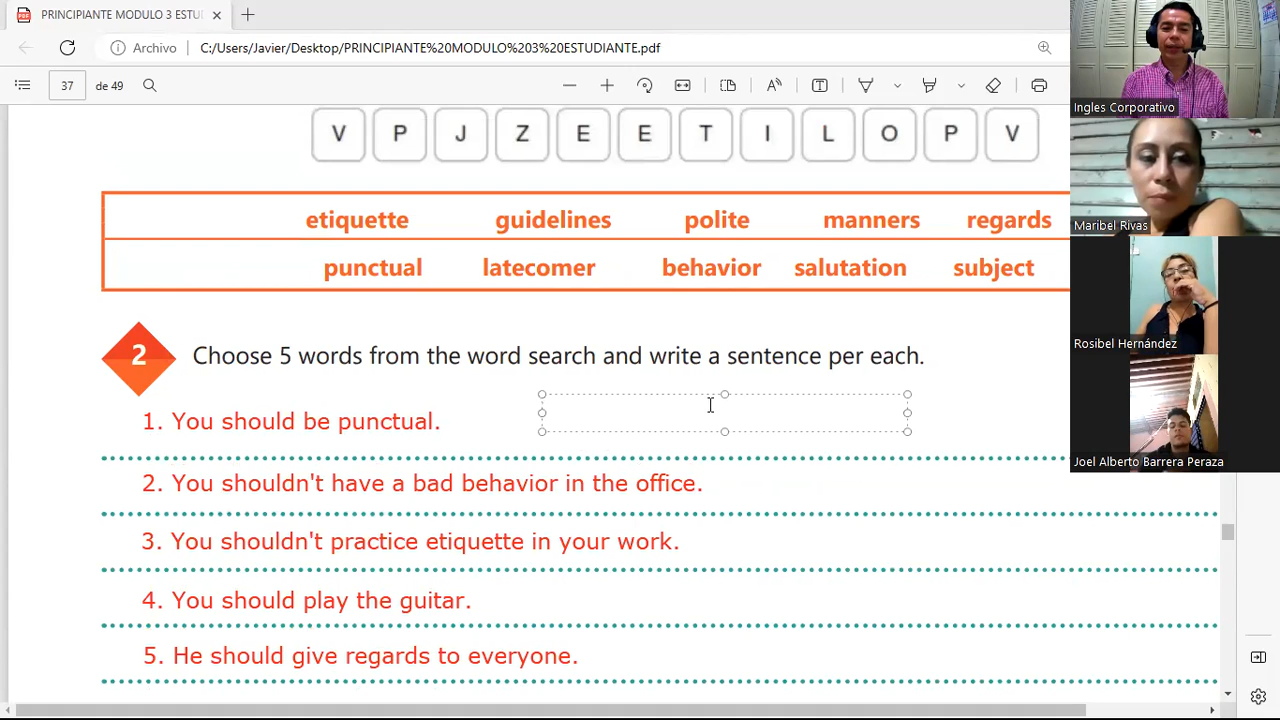 PRINCIPIANTE MODULO 3 ESTU
Archivo C:/Users/Javier/Desktop/PRINCIPIANTE%20MODULO%203%20ESTUDIANTE.pdf
37 de 49
V P J Z E E T I L O P V
etiquette guidelines polite manners regards
punctual latecomer behavior salutation subject
2 Choose 5 words from the word search and write a sentence per each.
1. You should be punctual.
2. You shouldn't have a bad behavior in the office.
3. You shouldn't practice etiquette in your work.
4. You should play the guitar.
5. He should give regards to everyone.
Ingles Corporativo
Maribel Rivas
Rosibel Hernández
Joel Alberto Barrera Peraza